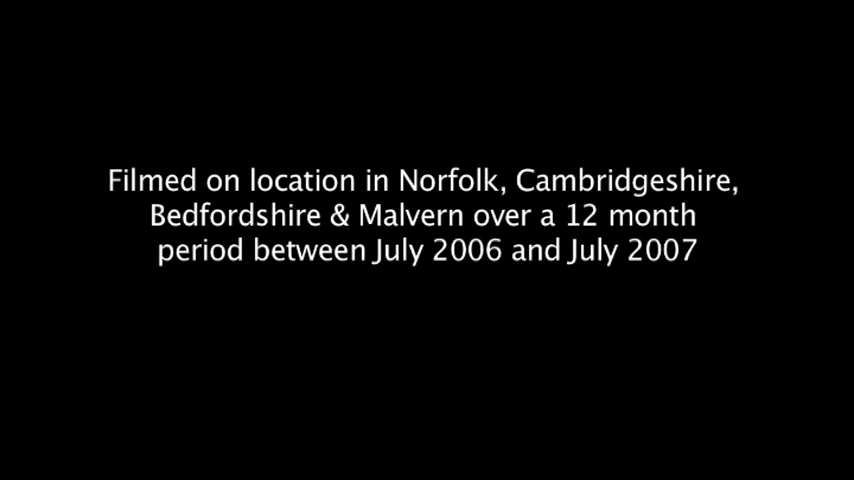 Filmed on location in Norfolk, Cambridgeshire,
Bedfordshire & Malvern over a 12 month
period between July 2006 and July 2007